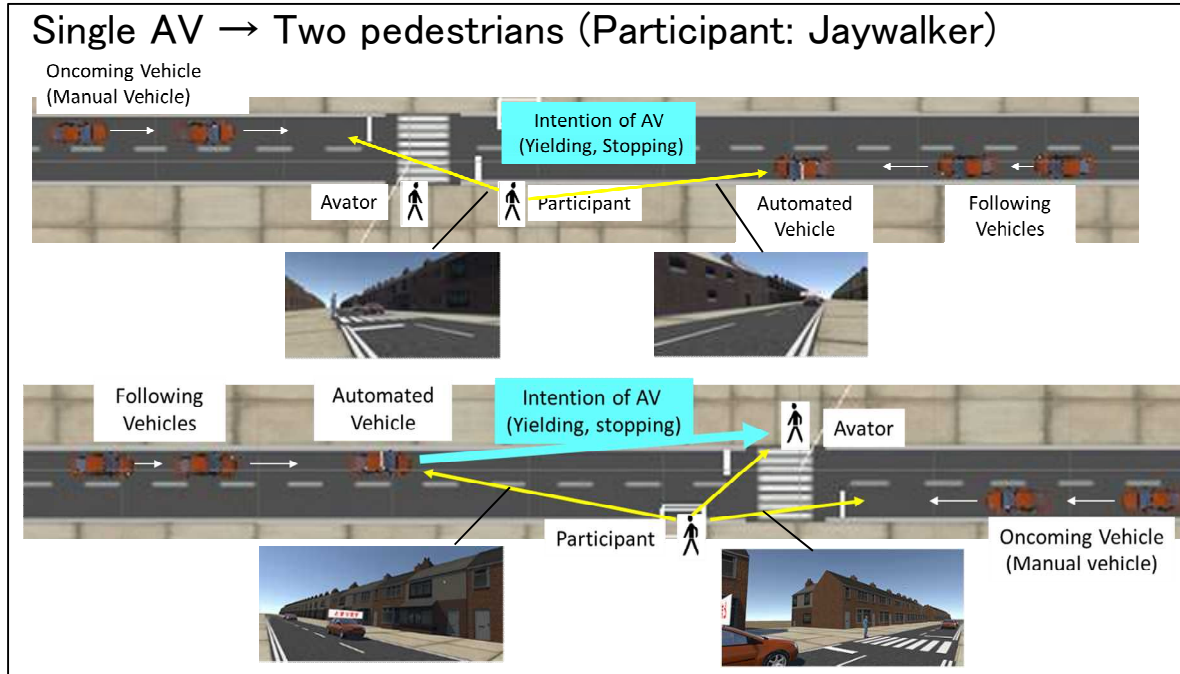 Single AV → Two pedestrians (Participant: Jaywalker)
Oncoming Vehicle
(Manual Vehicle)
Intention of AV
(Yielding, Stopping)
Avator
Participant
Automated
Vehicle
Following
Vehicles
Following
Vehicles
Automated
Vehicle
Intention of AV
(Yielding, stopping)
Avator
Participant
Oncoming Vehicle
(Manual vehicle)